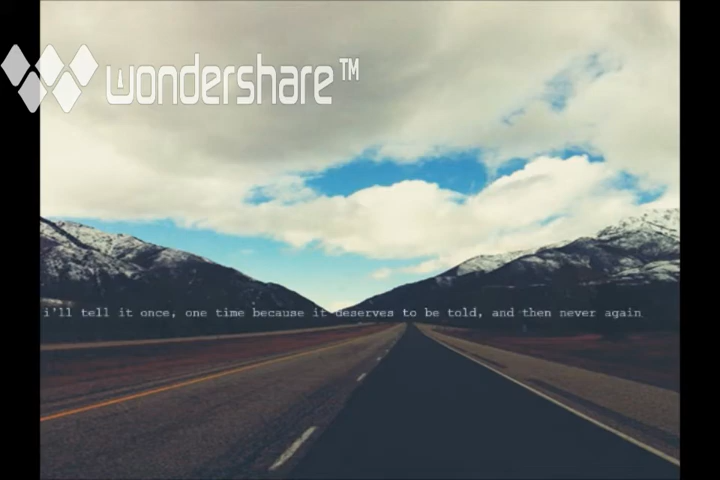 wondershare™
i'll tell it once, one time because it deserves to be told, and then never again